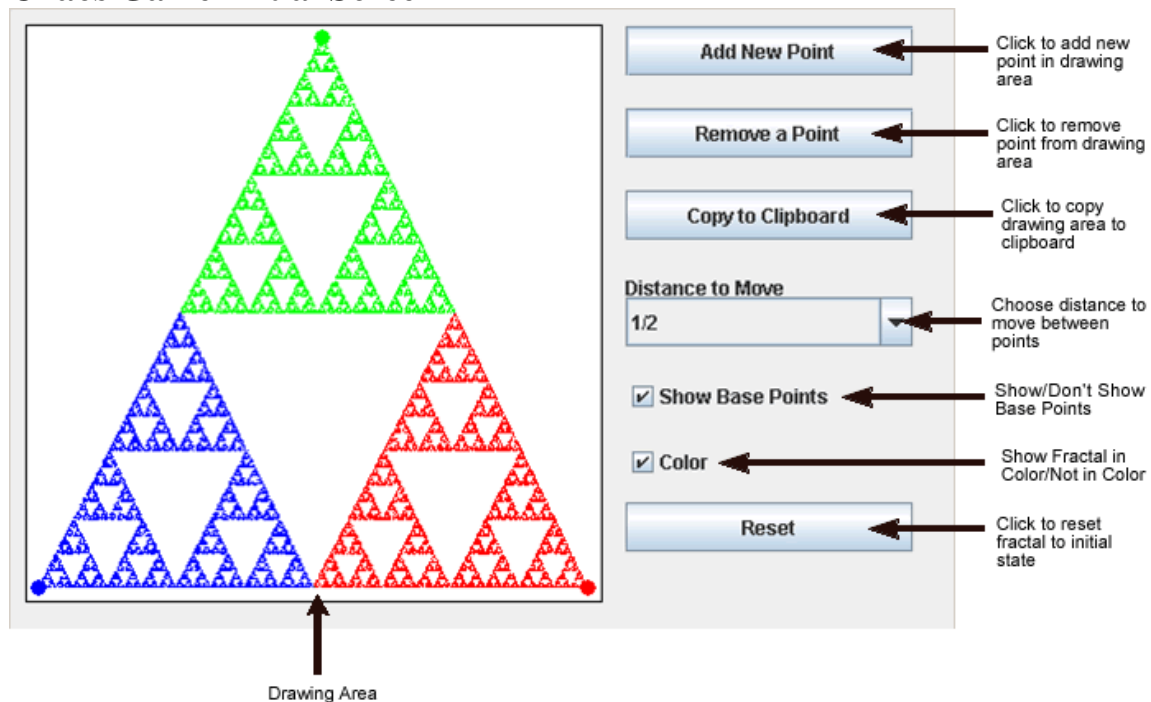 Add New Point
Click to add new
point in drawing
area
Remove a Point
Click to remove
point from drawing
area
Copy to Clipboard
Click to copy
drawing area to
clipboard
Distance to Move
1/2
Choose distance to
move between
points
Show Base Points
Show/Don't Show
Base Points
Color
Show Fractal in
Color/Not in Color
Reset
Click to reset
fractal to initial
state
Drawing Area